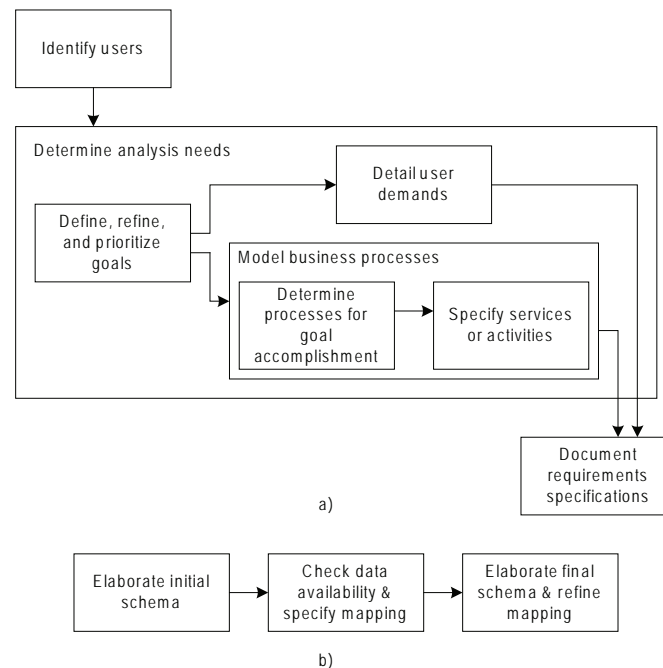 Identify users
Determine analysis needs
Detail user
demands
Define, refine,
and prioritize
goals
Model business processes
Determine
processes for
goal
accomplishment
Specify services
or activities
Document
requirements
specifications
a)
Elaborate initial
schema
Check data
availability &
specify mapping
Elaborate final
schema & refine
mapping
b)